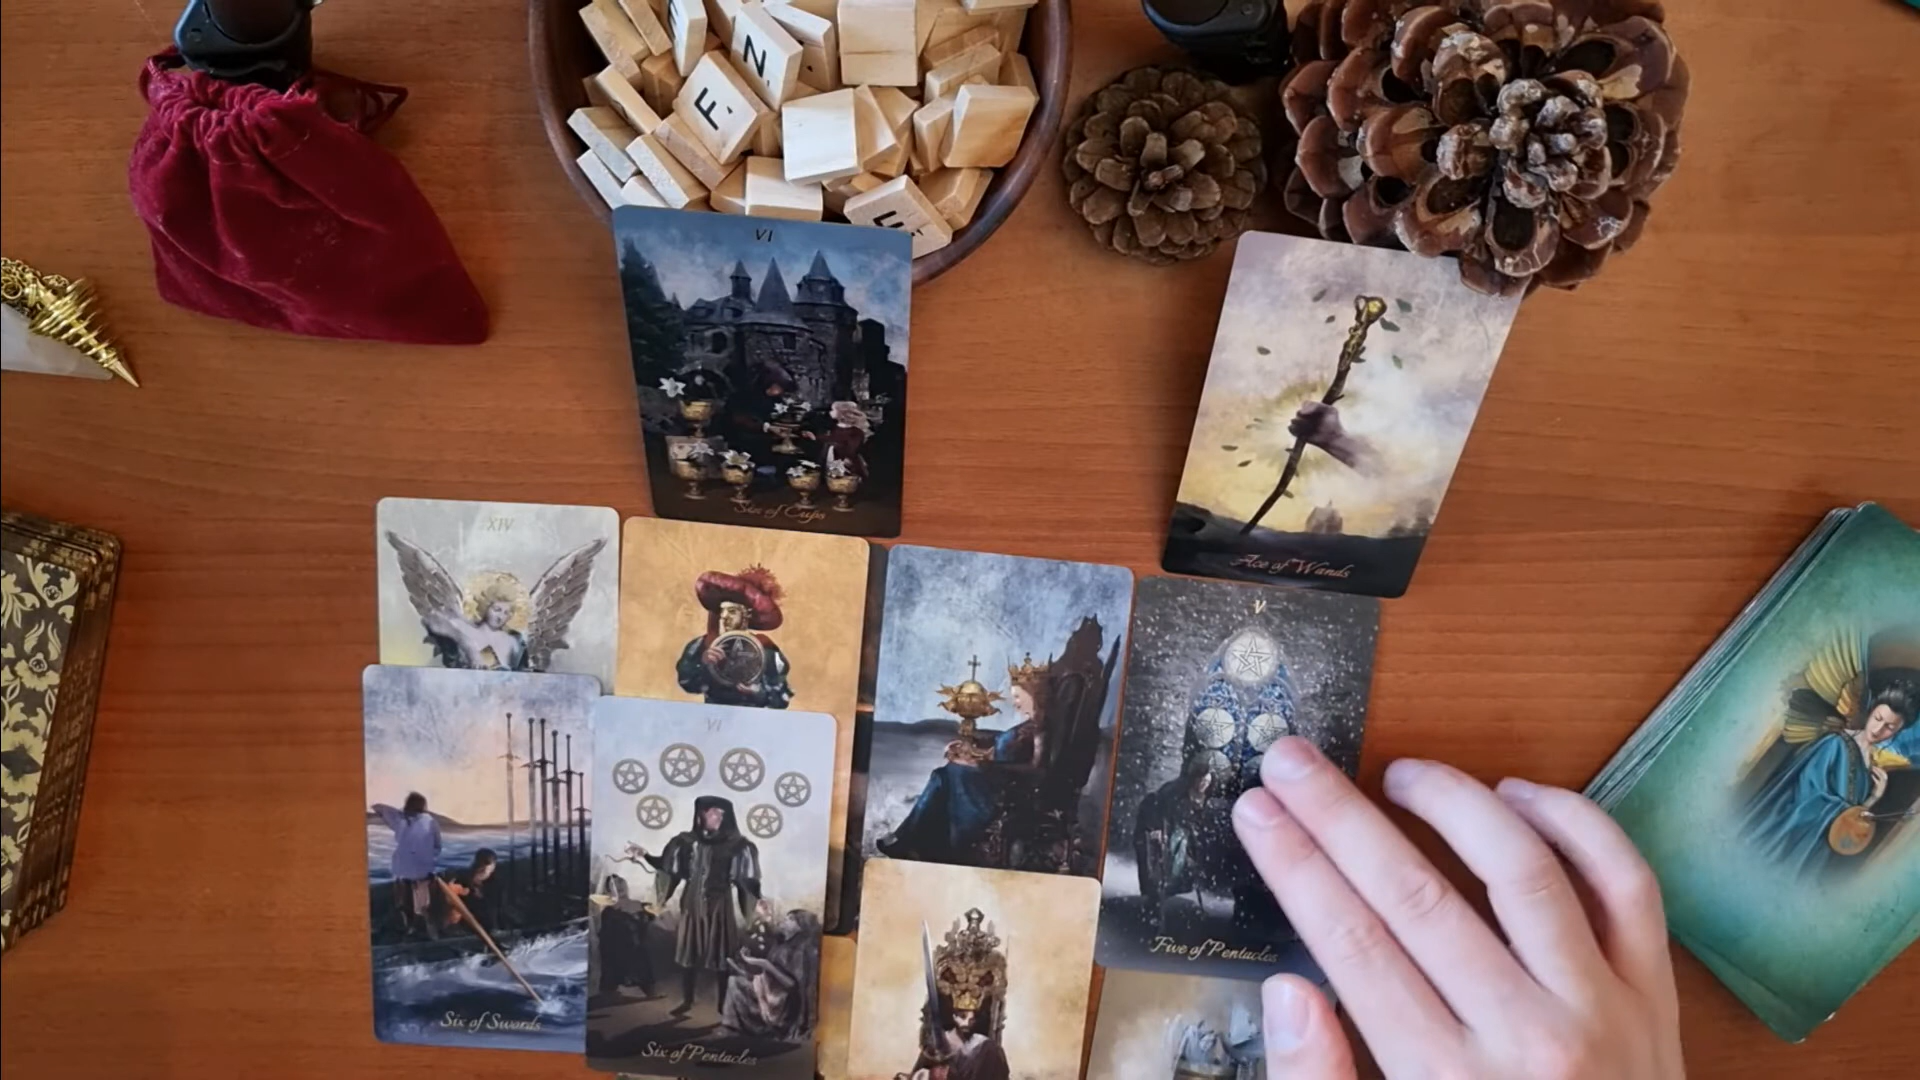 Z
F
VI
Six of Cups
Ace of Wands
XIV
V
VI
Five of Pentacles
Six of Swords
Six of Pentacles